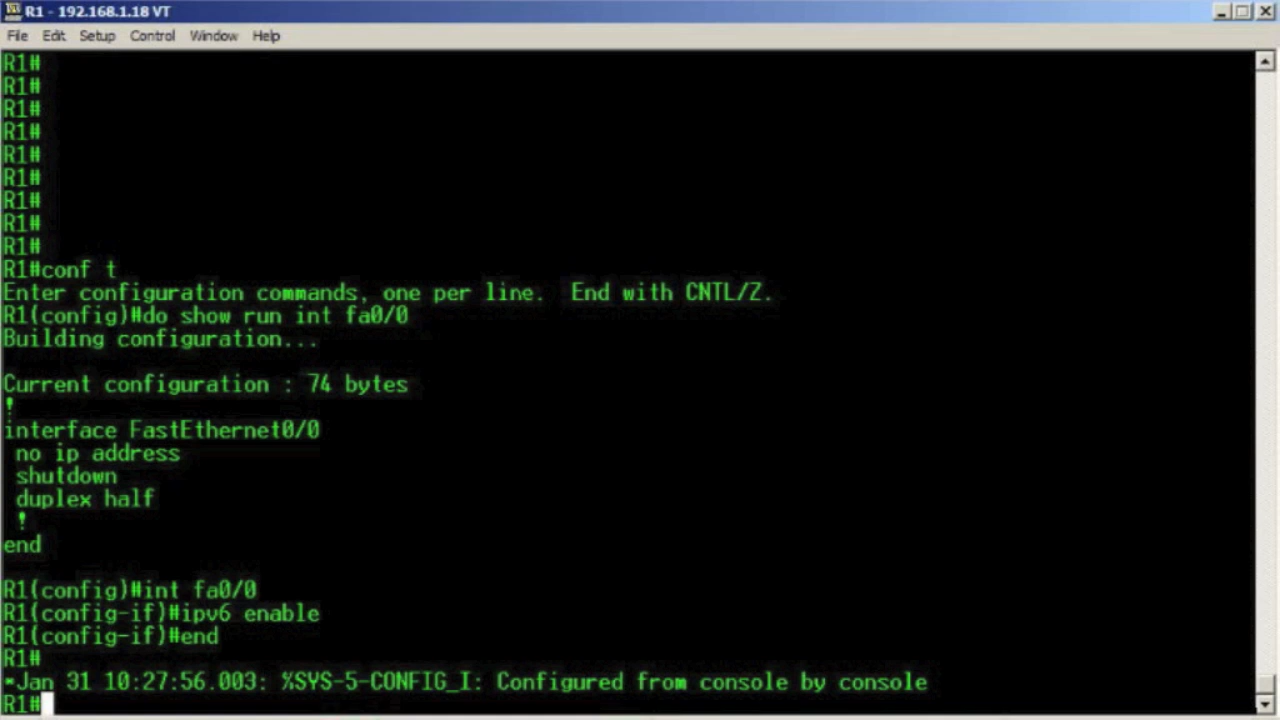 R1 - 192.168.1.18 VT
File Edit Setup Control Window Help
R1#
R1#
R1#
R1#
R1#
R1#
R1#
R1#
R1#
R1#conf t
Enter configuration commands, one per line.  End with CNTL/Z.
R1(config)#do show run int fa0/0
Building configuration...
Current configuration : 74 bytes
!
interface FastEthernet0/0
 no ip address
 shutdown
 duplex half
 !
end
R1(config)#int fa0/0
R1(config-if)#ipv6 enable
R1(config-if)#end
R1#
*Jan 31 10:27:56.003: %SYS-5-CONFIG_I: Configured from console by console
R1#